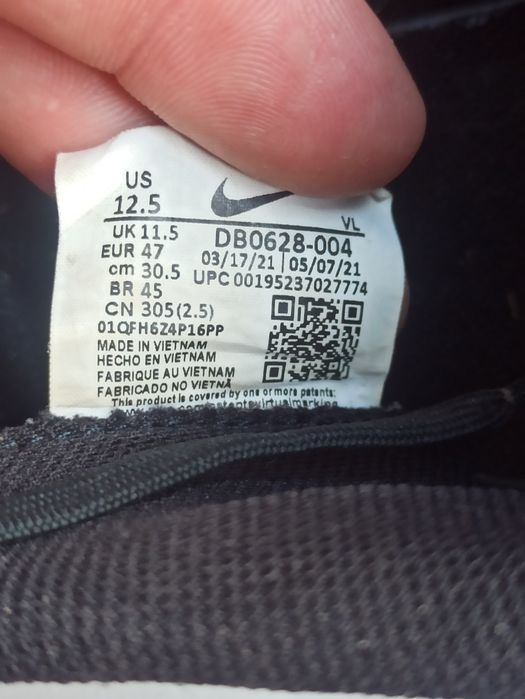 US
12.5
VL
UK 11.5
DB0628-004
EUR 47
03/17/21 | 05/07/21
cm 30.5
UPC 00195237027774
BR 45
CN 305(2.5)
01QFH6Z4P16PP
MADE IN VIETNAM
HECHO EN VIETNAM
FABRIQUE AU VIETNAM
FABRICADO NO VIETNÃ
This product is covered by one or more patents: